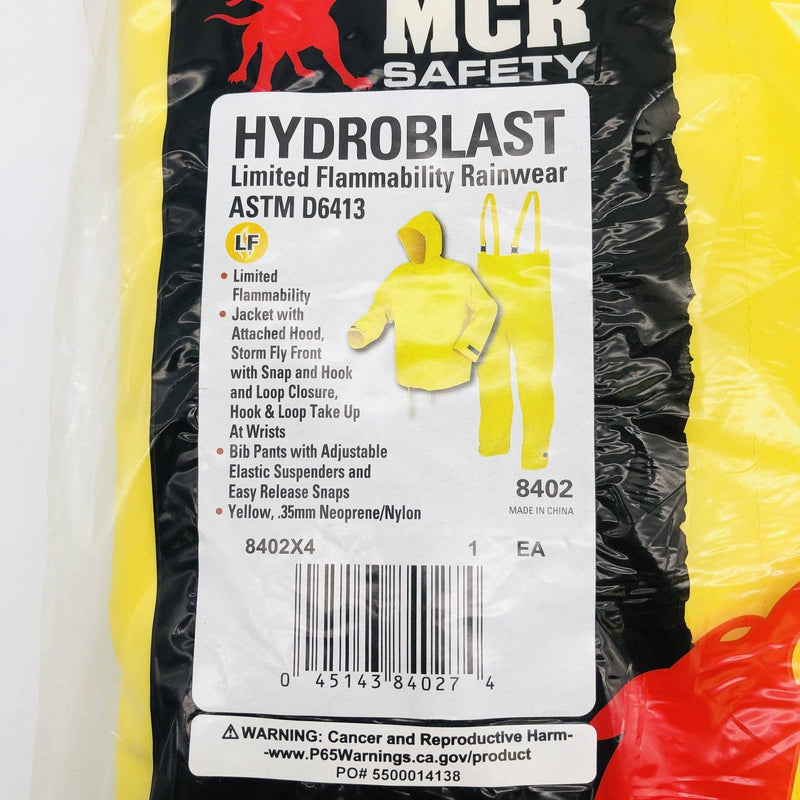 MCR
SAFETY
HYDROBLAST
Limited Flammability Rainwear
ASTM D6413
LF
• Limited
Flammability
• Jacket with
Attached Hood,
Storm Fly Front
with Snap and Hook
and Loop Closure,
Hook & Loop Take Up
At Wrists
• Bib Pants with Adjustable
Elastic Suspenders and
Easy Release Snaps
• Yellow, .35mm Neoprene/Nylon
8402
MADE IN CHINA
8402X4 1 EA
0 45143 84027 4
⚠WARNING: Cancer and Reproductive Harm-
-www.P65Warnings.ca.gov/product
PO# 5500014138